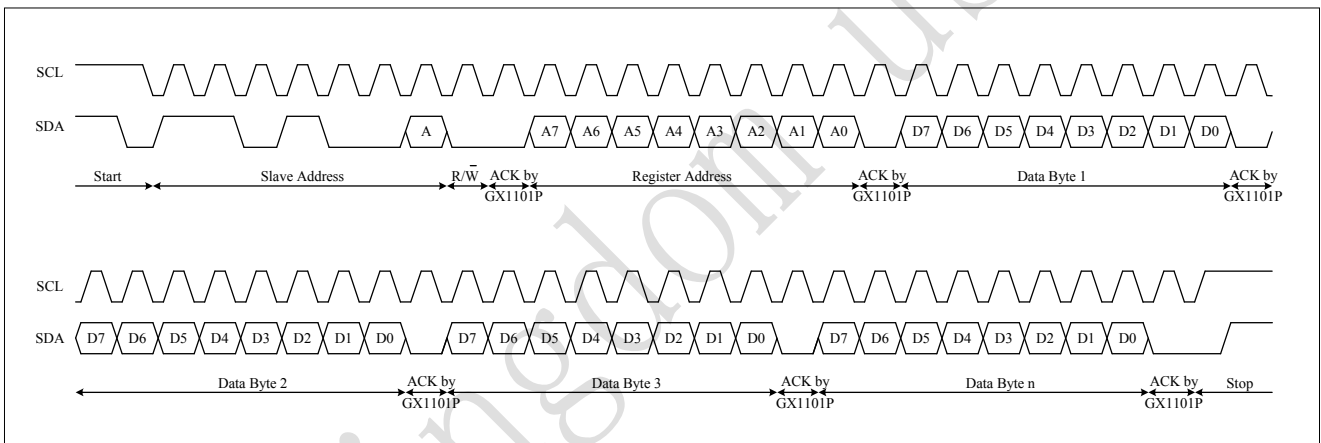 SCL
SDA A A7 A6 A5 A4 A3 A2 A1 A0 D7 D6 D5 D4 D3 D2 D1 D0
Start Slave Address R/W̅ ACK by GX1101P Register Address ACK by GX1101P Data Byte 1 ACK by GX1101P
SCL
SDA D7 D6 D5 D4 D3 D2 D1 D0 D7 D6 D5 D4 D3 D2 D1 D0 D7 D6 D5 D4 D3 D2 D1 D0
Data Byte 2 ACK by GX1101P Data Byte 3 ACK by GX1101P Data Byte n ACK by GX1101P Stop